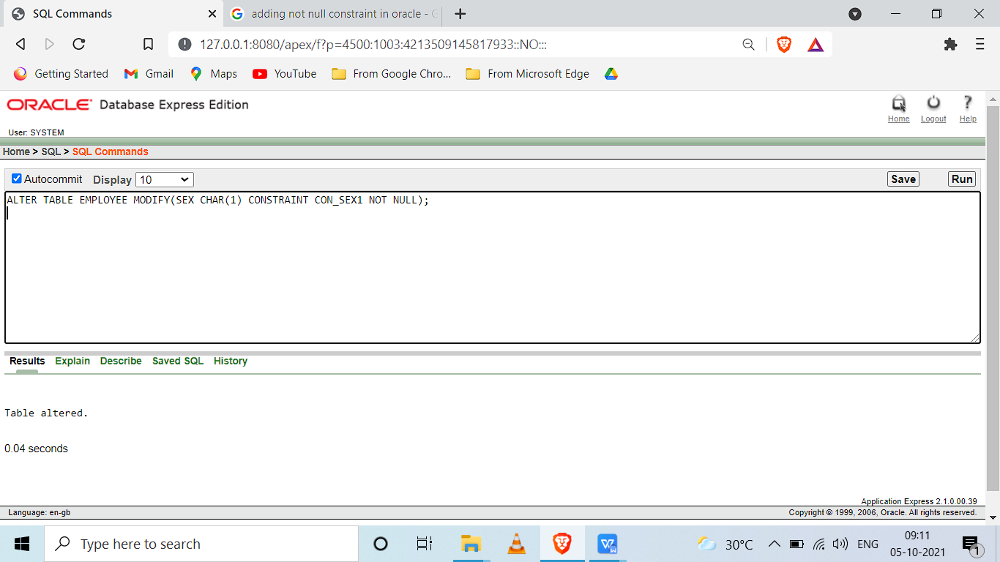 SQL Commands
adding not null constraint in oracle -
127.0.0.1:8080/apex/f?p=4500:1003:4213509145817933::NO:::
Getting Started Gmail Maps YouTube From Google Chro... From Microsoft Edge
ORACLE Database Express Edition
Home Logout Help
User: SYSTEM
Home > SQL > SQL Commands
Autocommit Display 10 Save Run
ALTER TABLE EMPLOYEE MODIFY(SEX CHAR(1) CONSTRAINT CON_SEX1 NOT NULL);
Results Explain Describe Saved SQL History
Table altered.
0.04 seconds
Application Express 2.1.0.00.39
Language: en-gb Copyright © 1999, 2006, Oracle. All rights reserved.
Type here to search 30°C ENG 09:11
05-10-2021 1